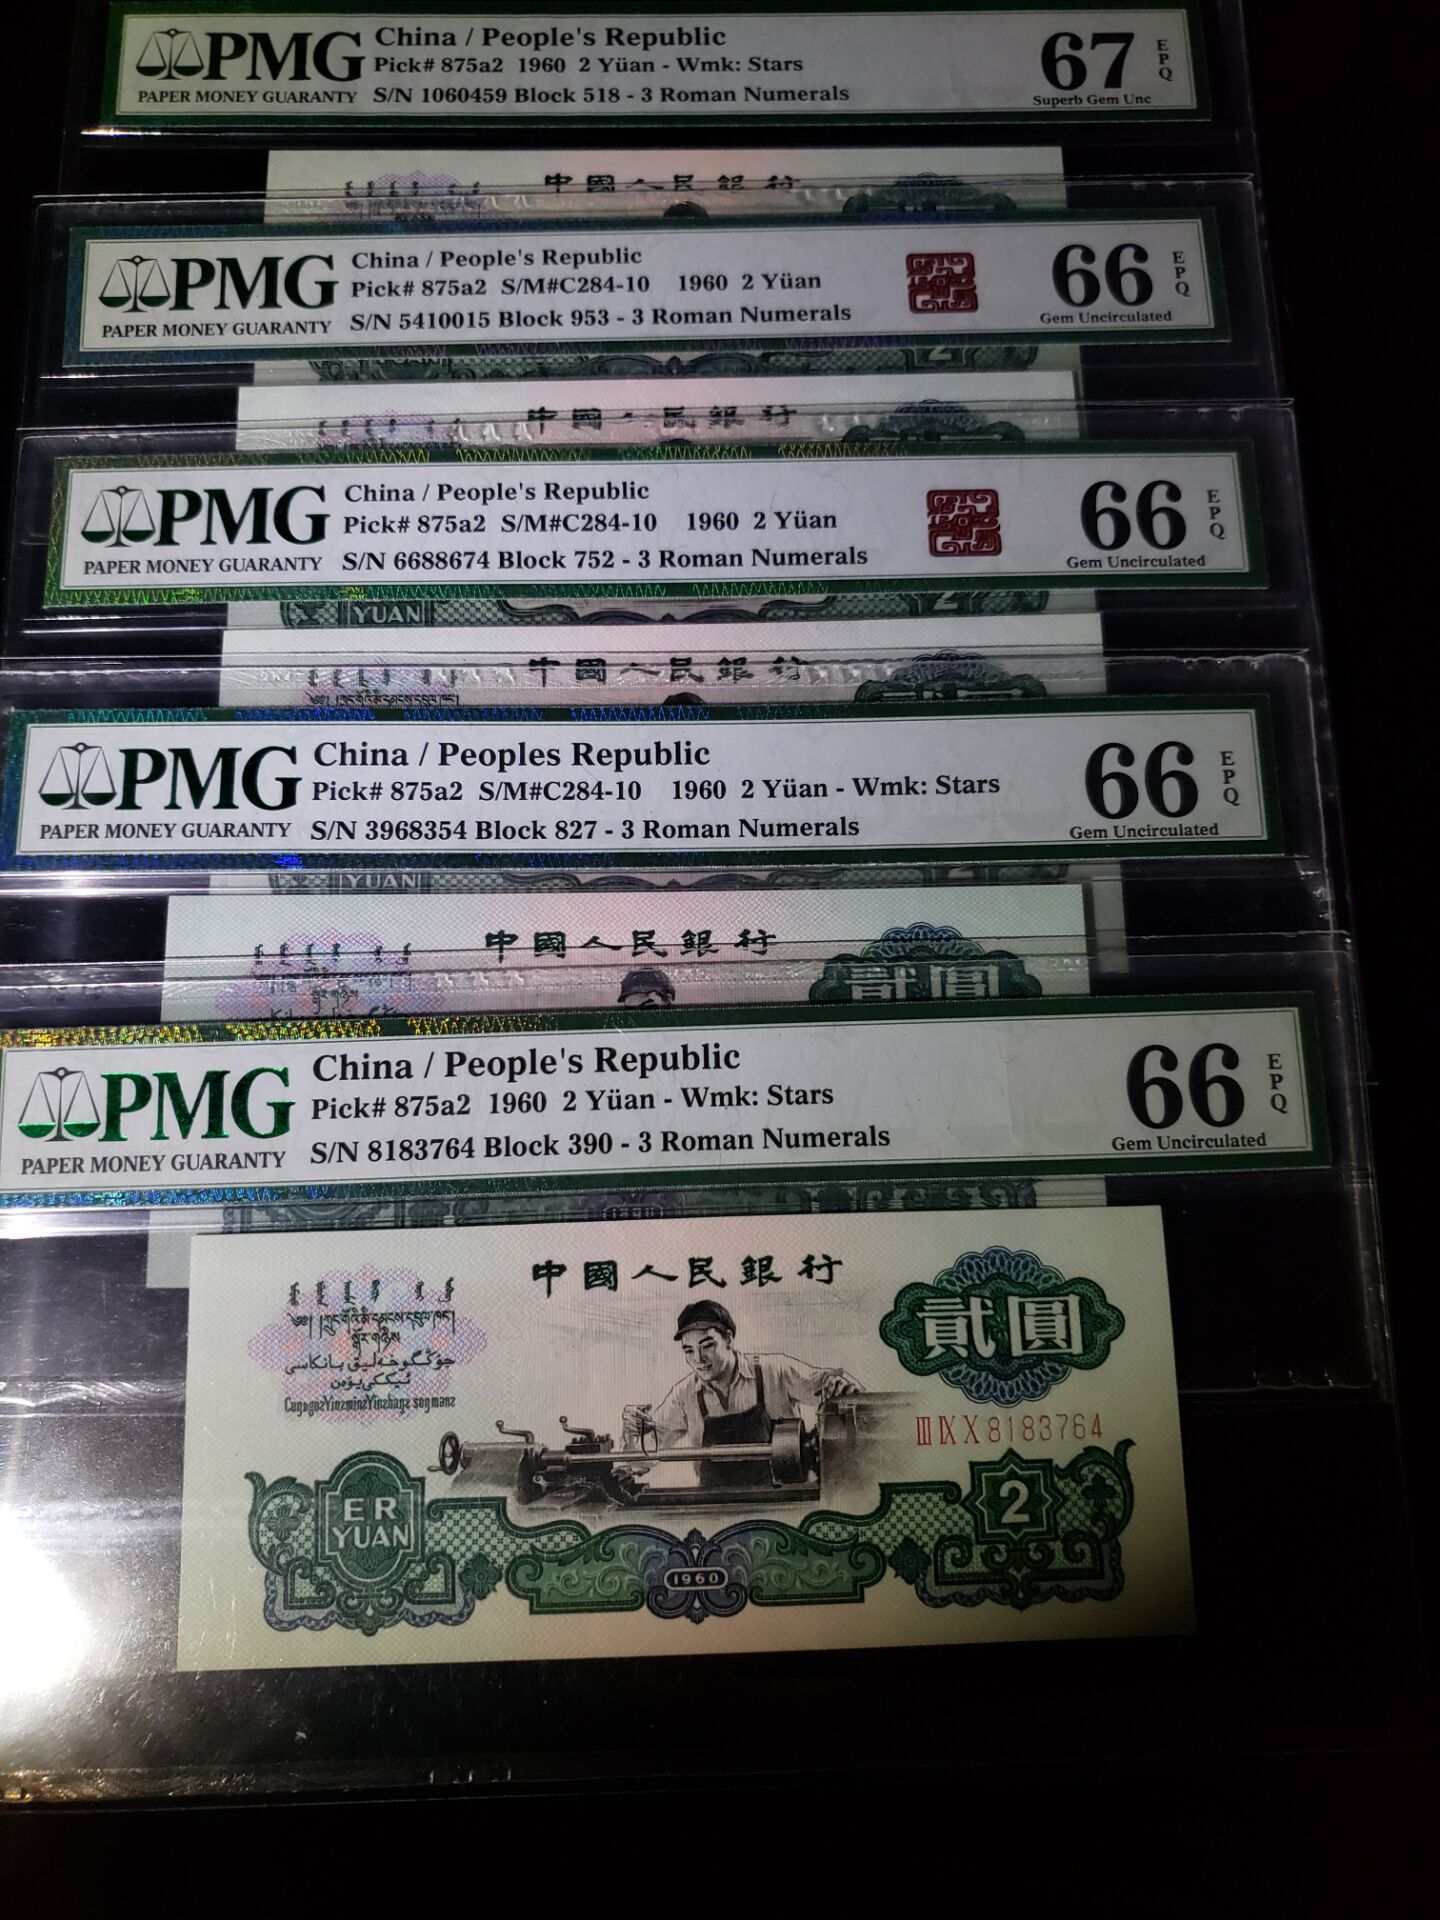 PMG
PAPER MONEY GUARANTY
China / People's Republic
Pick# 875a2 1960 2 Yüan - Wmk: Stars
S/N 1060459 Block 518 - 3 Roman Numerals
67
EPQ
Superb Gem Unc
中國人民銀行
PMG
PAPER MONEY GUARANTY
China / People's Republic
Pick# 875a2 S/M#C284-10 1960 2 Yüan
S/N 5410015 Block 953 - 3 Roman Numerals
66
EPQ
Gem Uncirculated
2
中國人民銀行
PMG
PAPER MONEY GUARANTY
China / People's Republic
Pick# 875a2 S/M#C284-10 1960 2 Yüan
S/N 6688674 Block 752 - 3 Roman Numerals
66
EPQ
Gem Uncirculated
YUAN
2
中國人民銀行
PMG
PAPER MONEY GUARANTY
China / Peoples Republic
Pick# 875a2 S/M#C284-10 1960 2 Yüan - Wmk: Stars
S/N 3968354 Block 827 - 3 Roman Numerals
66
EPQ
Gem Uncirculated
YUAN
2
中國人民銀行
貳圓
PMG
PAPER MONEY GUARANTY
China / People's Republic
Pick# 875a2 1960 2 Yüan - Wmk: Stars
S/N 8183764 Block 390 - 3 Roman Numerals
66
EPQ
Gem Uncirculated
中國人民銀行
貳圓
III IX X 8183764
ER
YUAN
2
1960